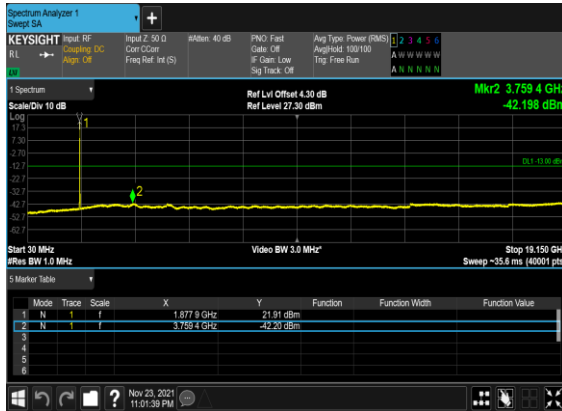 Spectrum Analyzer 1
Swept SA
KEYSIGHT Input: RF Input Z: 50 Ω #Atten: 40 dB PNO: Fast Avg Type: Power (RMS) 1 2 3 4 5 6
RL Coupling: DC Corr CCorr Gate: Off Avg|Hold: 100/100 A W W W W W
Align: Off Freq Ref: Int (S) IF Gain: Low Trig: Free Run
LXI Sig Track: Off A N N N N N
1 Spectrum Ref Lvl Offset 4.30 dB Mkr2 3.759 4 GHz
Scale/Div 10 dB Ref Level 27.30 dBm -42.198 dBm
Log
17.3 1
7.30
-2.70
-12.7 DL1 -13.00 dBm
-22.7
-32.7 2
-42.7
-52.7
-62.7
Start 30 MHz Video BW 3.0 MHz* Stop 19.150 GHz
#Res BW 1.0 MHz Sweep ~35.6 ms (40001 pts)
5 Marker Table
Mode Trace Scale X Y Function Function Width Function Value
1 N 1 f 1.877 9 GHz 21.91 dBm
2 N 1 f 3.759 4 GHz -42.20 dBm
3
4
5
6
? Nov 23, 2021
11:01:39 PM